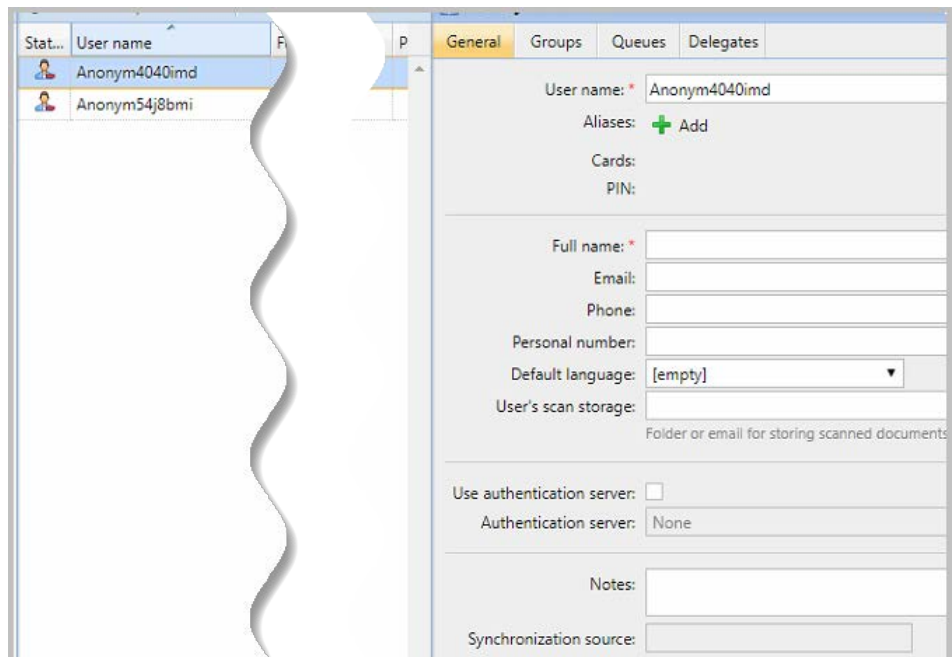 Stat... User name F P
Anonym4040imd
Anonym54j8bmi
General Groups Queues Delegates
User name: * Anonym4040imd
Aliases: Add
Cards:
PIN:
Full name: *
Email:
Phone:
Personal number:
Default language: [empty]
User's scan storage:
Folder or email for storing scanned documents
Use authentication server:
Authentication server: None
Notes:
Synchronization source: